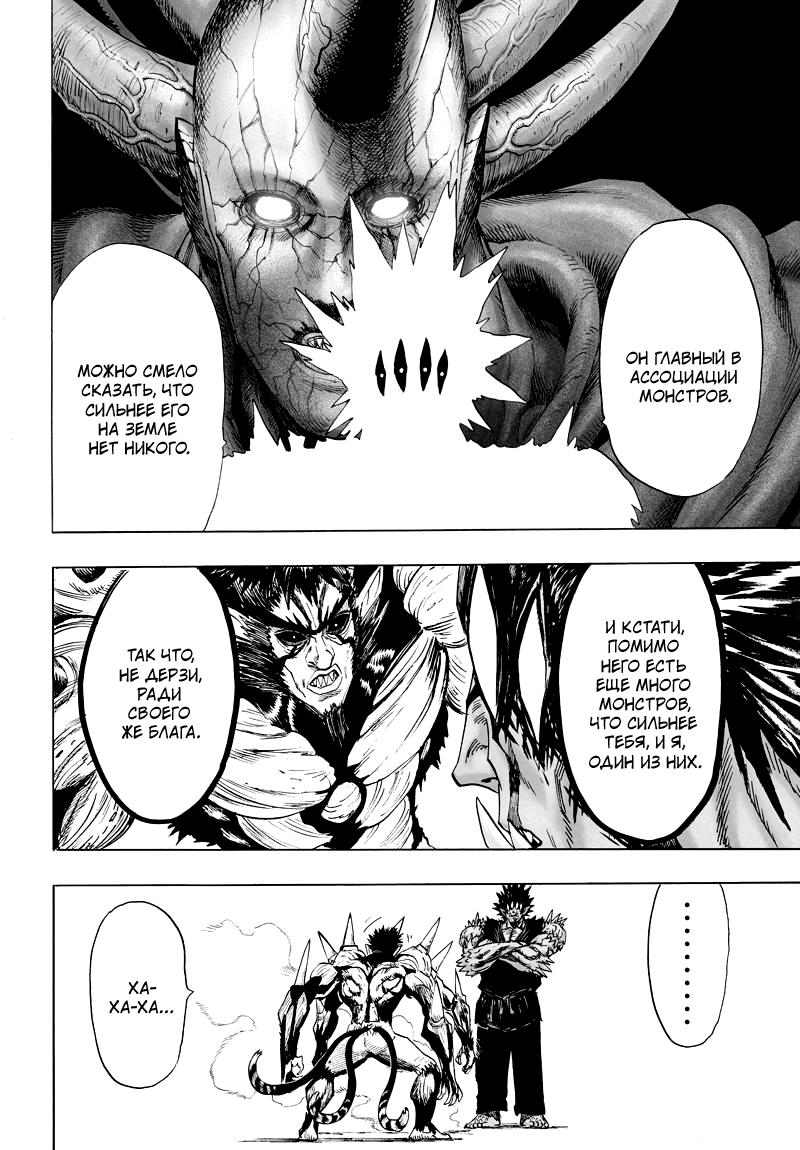 ОН ГЛАВНЫЙ В
АССОЦИАЦИИ
МОНСТРОВ.
МОЖНО СМЕЛО
СКАЗАТЬ, ЧТО
СИЛЬНЕЕ ЕГО
НА ЗЕМЛЕ
НЕТ НИКОГО.
И КСТАТИ,
ПОМИМО
НЕГО ЕСТЬ
ЕЩЕ МНОГО
МОНСТРОВ,
ЧТО СИЛЬНЕЕ
ТЕБЯ, И Я,
ОДИН ИЗ НИХ.
ТАК ЧТО,
НЕ ДЕРЗИ,
РАДИ
СВОЕГО
ЖЕ БЛАГА.
.........
ХА-
ХА-ХА...